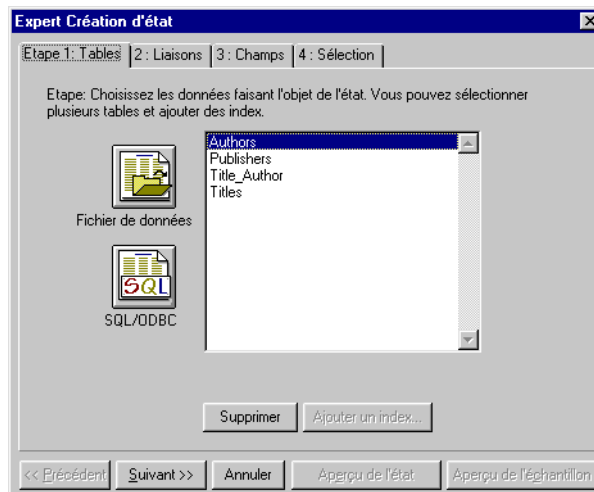 Expert Création d'état
Etape 1: Tables 2 : Liaisons 3 : Champs 4 : Sélection
Etape: Choisissez les données faisant l'objet de l'état. Vous pouvez sélectionner
plusieurs tables et ajouter des index.
Authors
Publishers
Title_Author
Titles
Fichier de données
SQL
SQL/ODBC
Supprimer Ajouter un index...
<< Précédent Suivant >> Annuler Aperçu de l'état Aperçu de l'échantillon